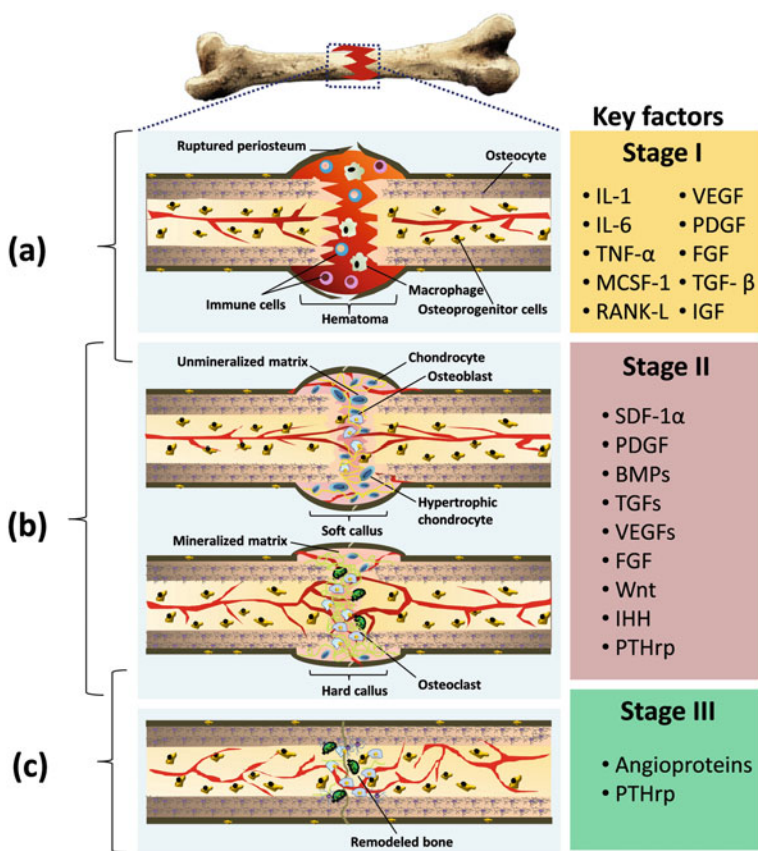 Key factors
(a)
Ruptured periosteum
Osteocyte
Immune cells
Macrophage
Osteoprogenitor cells
Hematoma
Stage I
• IL-1
• IL-6
• TNF-α
• MCSF-1
• RANK-L
• VEGF
• PDGF
• FGF
• TGF- β
• IGF
(b)
Unmineralized matrix
Chondrocyte
Osteoblast
Hypertrophic
chondrocyte
Soft callus
Mineralized matrix
Osteoclast
Hard callus
Stage II
• SDF-1α
• PDGF
• BMPs
• TGFs
• VEGFs
• FGF
• Wnt
• IHH
• PTHrp
(c)
Remodeled bone
Stage III
• Angioproteins
• PTHrp